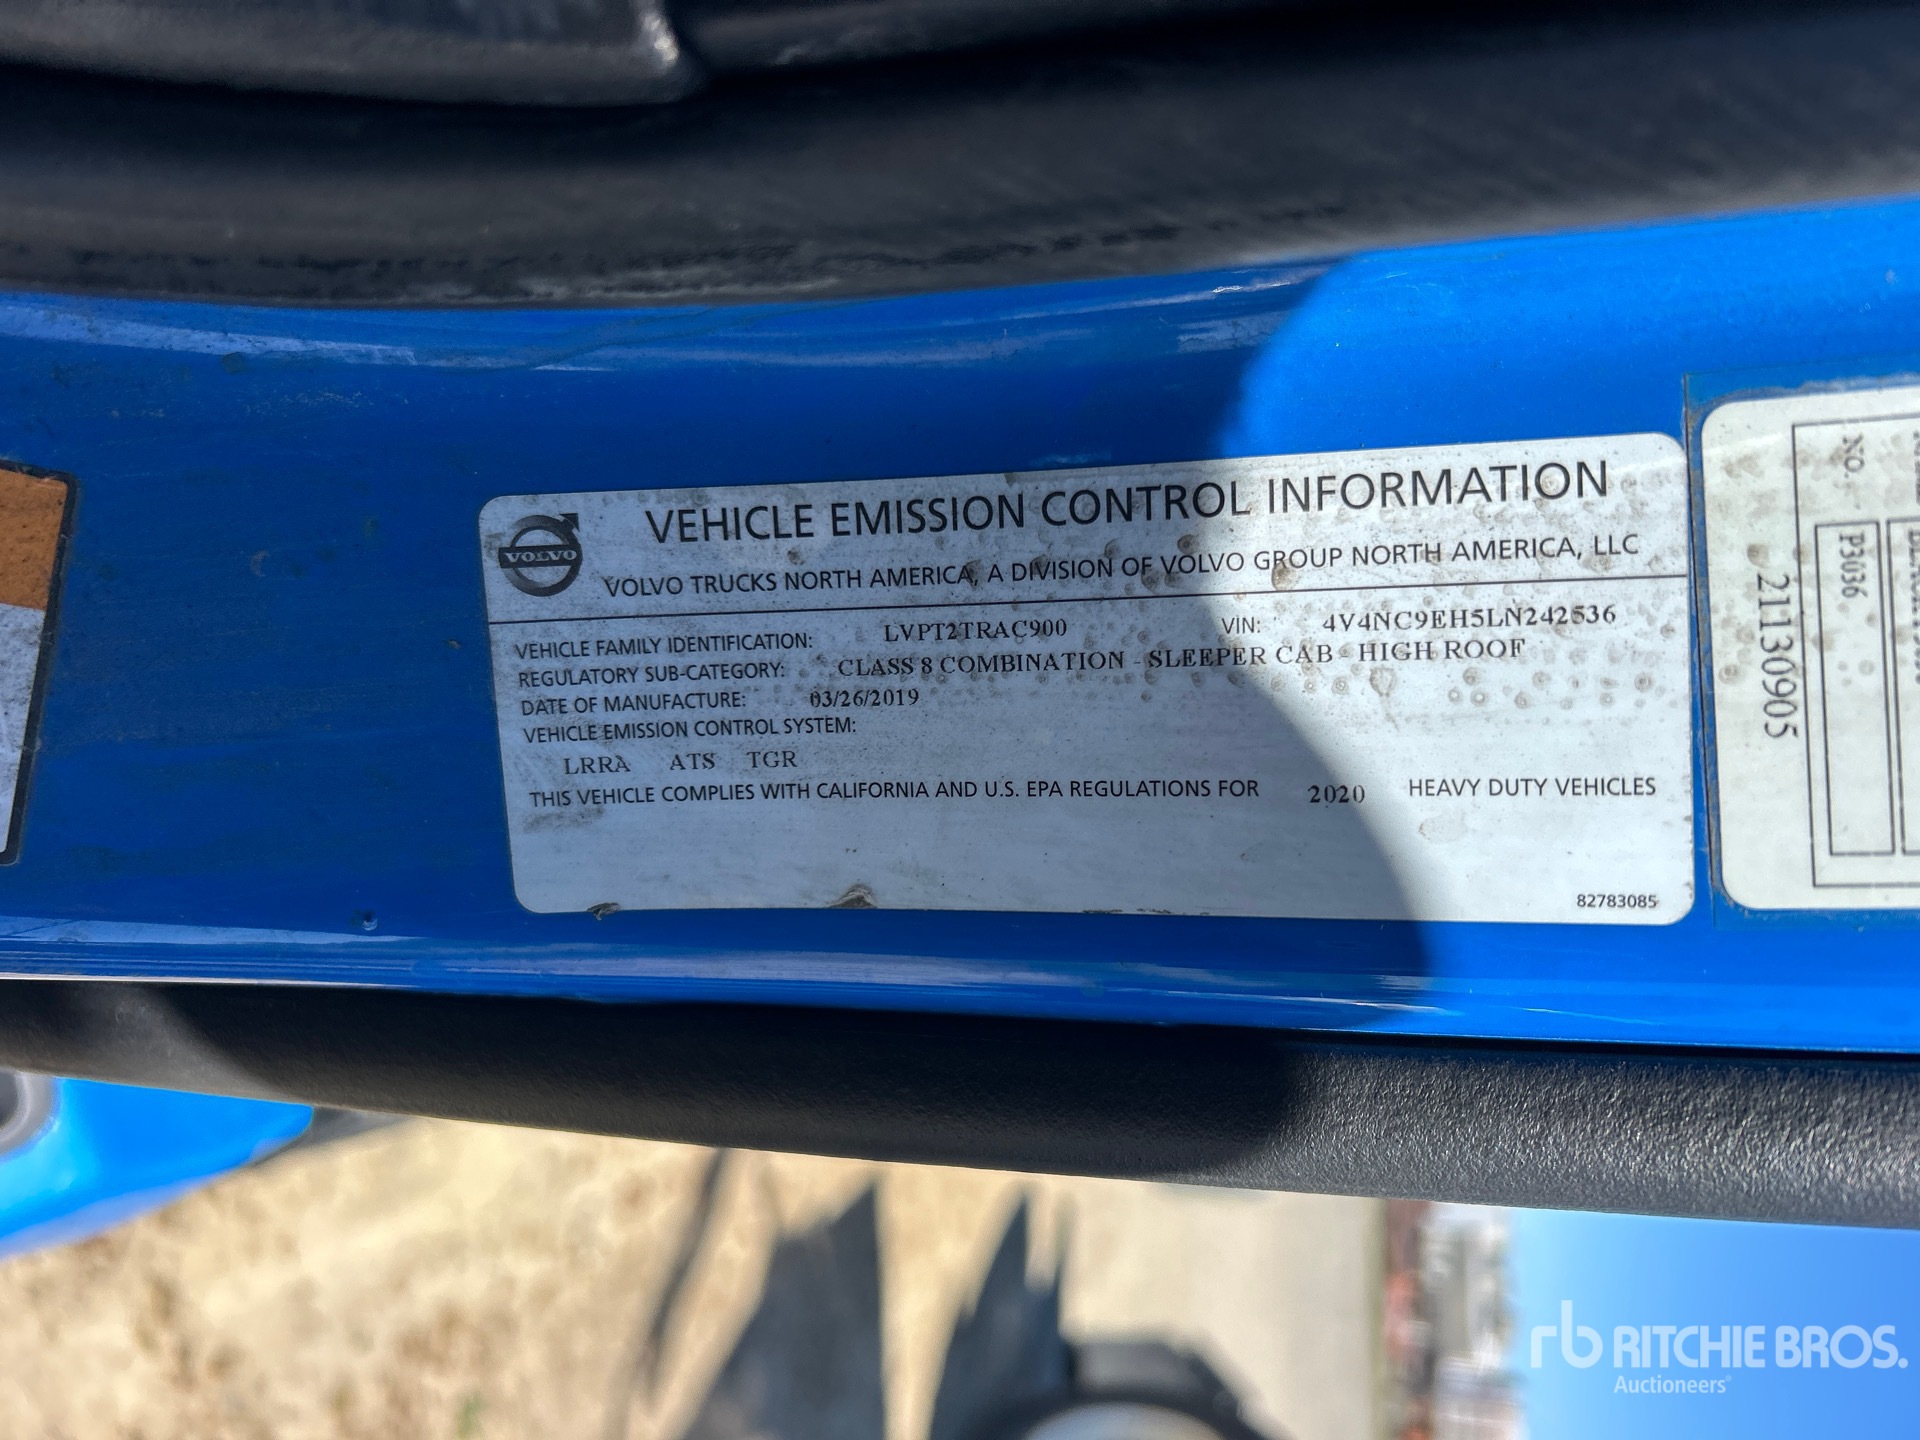 VOLVO
VEHICLE EMISSION CONTROL INFORMATION
VOLVO TRUCKS NORTH AMERICA, A DIVISION OF VOLVO GROUP NORTH AMERICA, LLC
VEHICLE FAMILY IDENTIFICATION: LVPT2TRAC900 VIN: 4V4NC9EH5LN242536
REGULATORY SUB-CATEGORY: CLASS 8 COMBINATION - SLEEPER CAB - HIGH ROOF
DATE OF MANUFACTURE: 03/26/2019
VEHICLE EMISSION CONTROL SYSTEM:
LRRA ATS TGR
THIS VEHICLE COMPLIES WITH CALIFORNIA AND U.S. EPA REGULATIONS FOR 2020 HEAVY DUTY VEHICLES
82783085
NO.
P3036
21130905
rb RITCHIE BROS.
Auctioneers